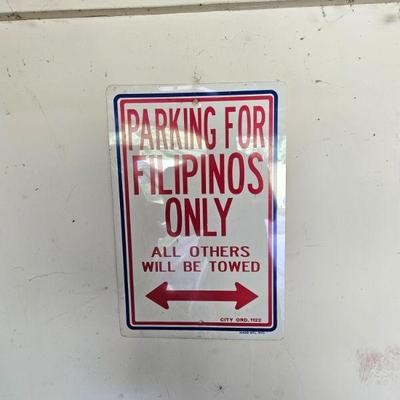 PARKING FOR
FILIPINOS
ONLY
ALL OTHERS
WILL BE TOWED
CITY ORD. 1122